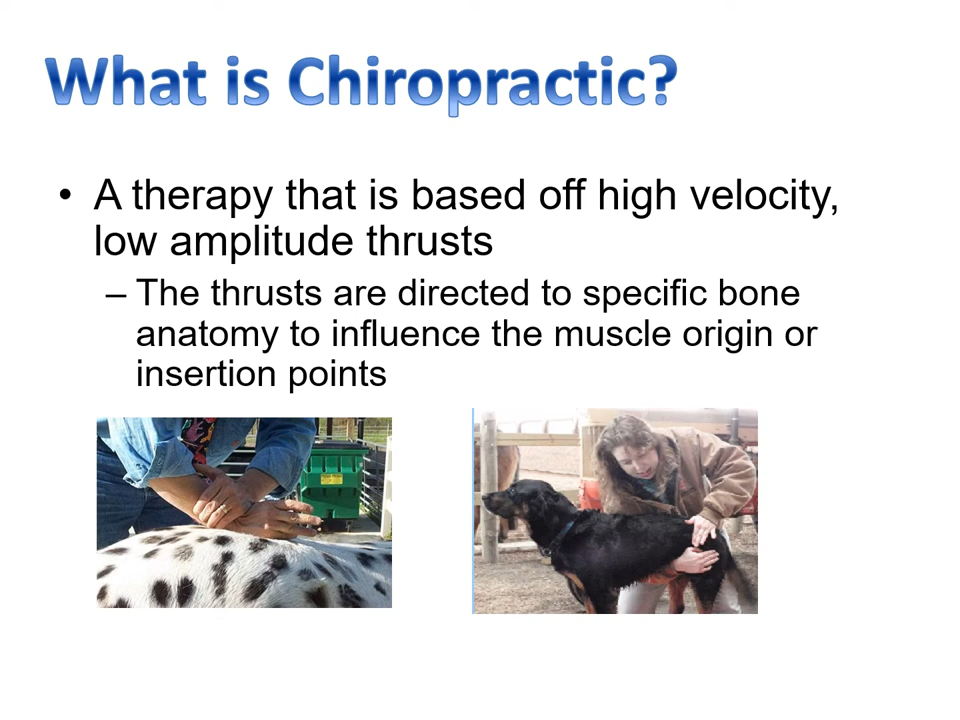 What is Chiropractic?
• A therapy that is based off high velocity,
low amplitude thrusts
– The thrusts are directed to specific bone
anatomy to influence the muscle origin or
insertion points